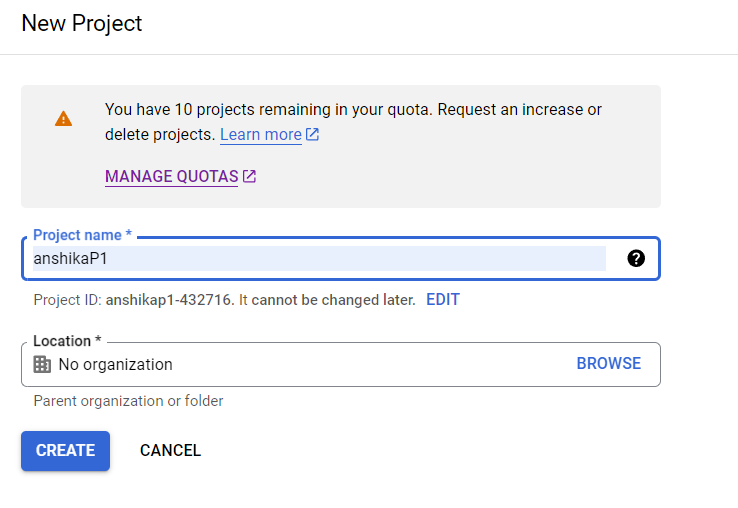 New Project
You have 10 projects remaining in your quota. Request an increase or
delete projects. Learn more
MANAGE QUOTAS
Project name *
anshikaP1
Project ID: anshikap1-432716. It cannot be changed later. EDIT
Location *
No organization BROWSE
Parent organization or folder
CREATE CANCEL